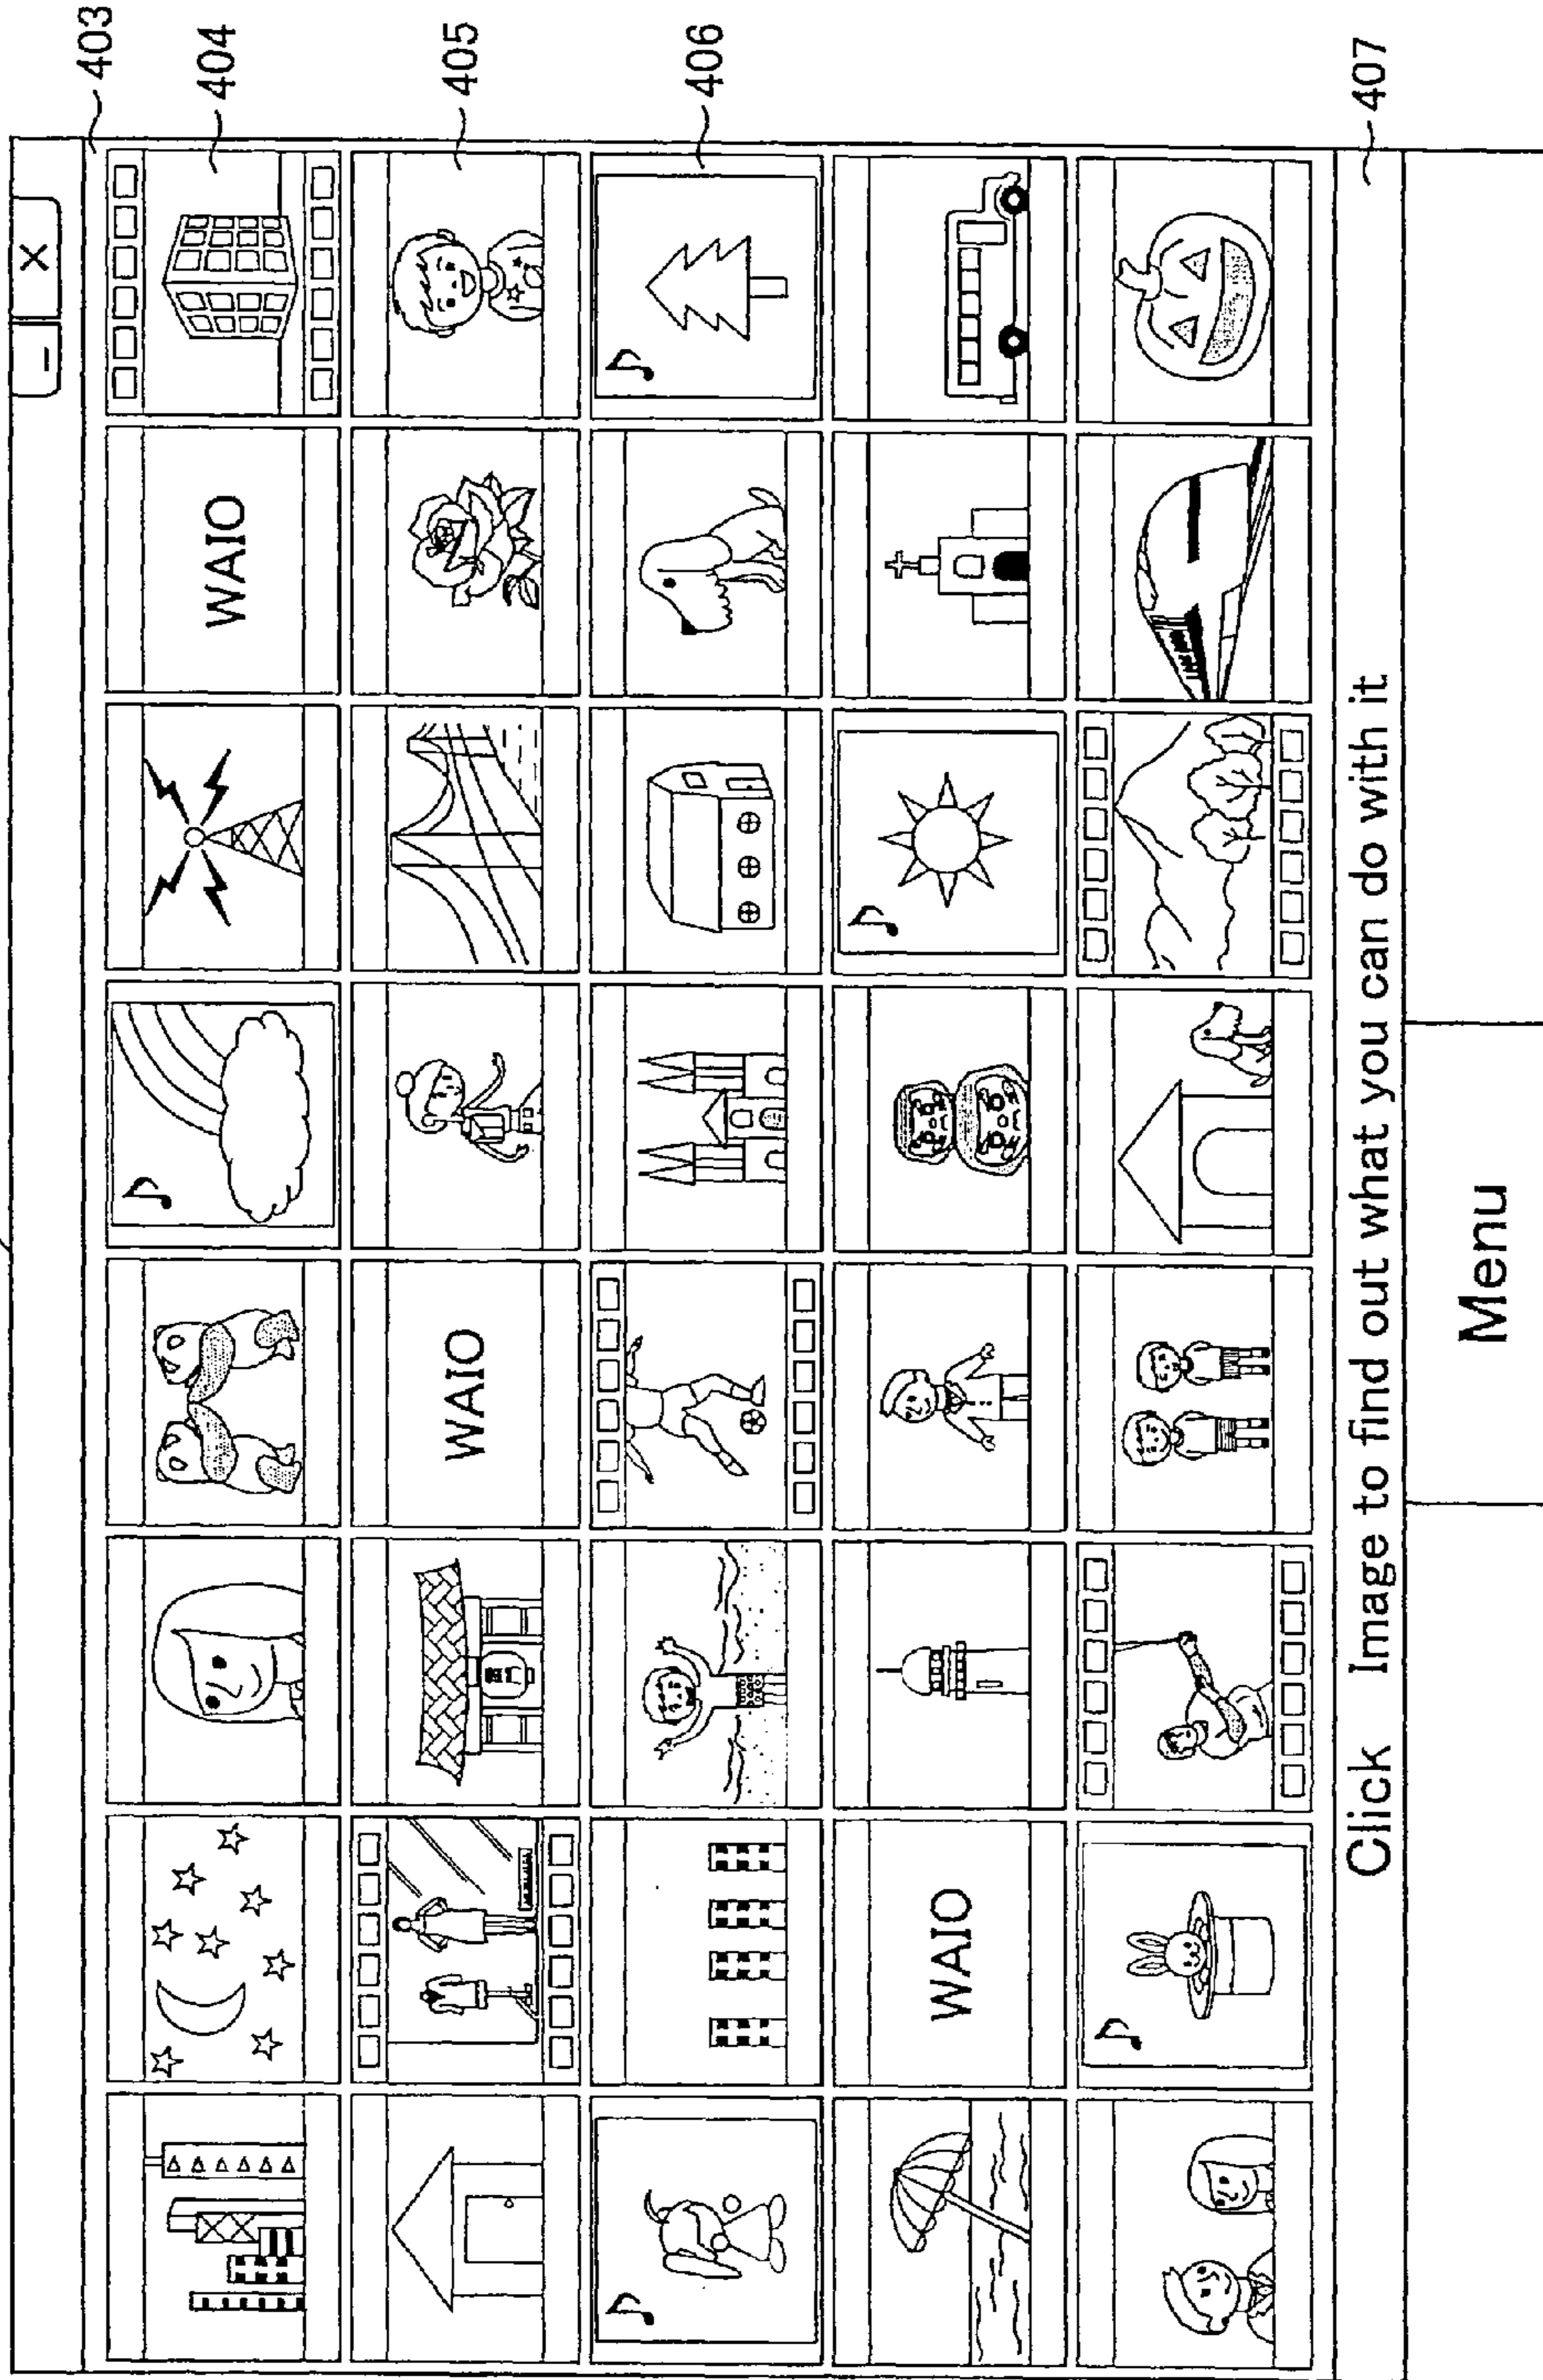 – ×
403
WAIO
404
WAIO
405
406
WAIO
Click Image to find out what you can do with it
407
Menu